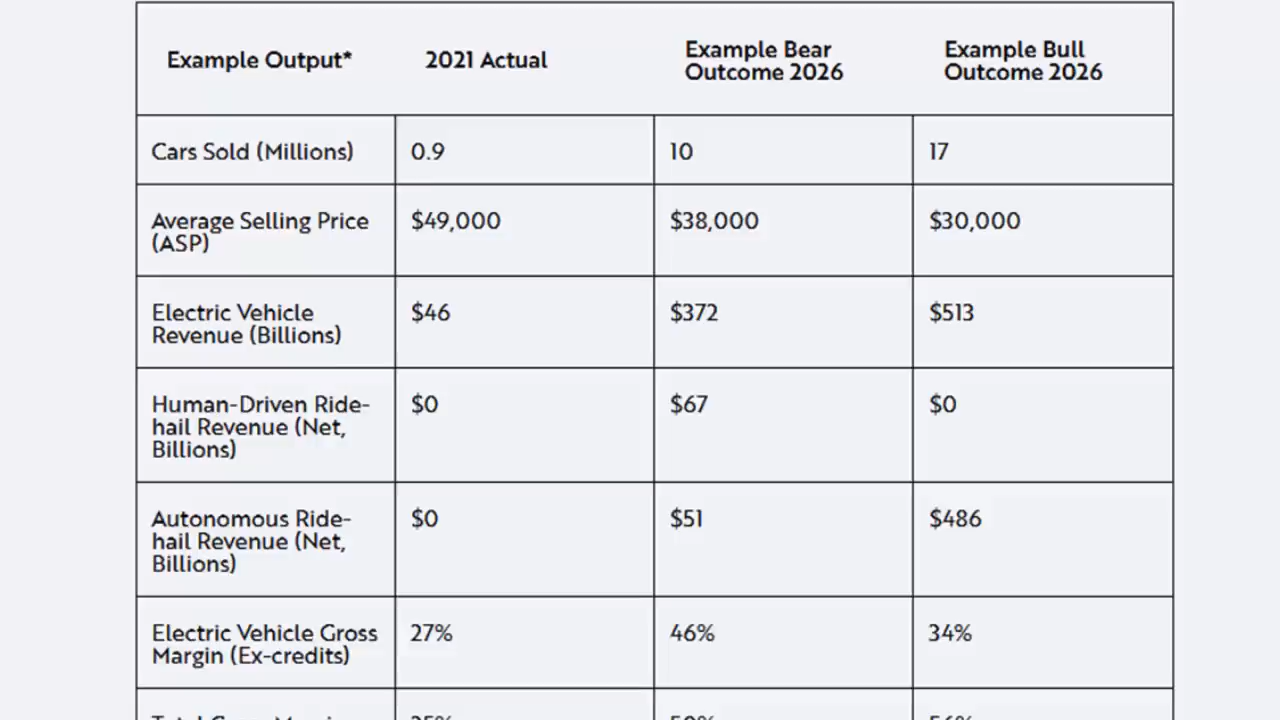 Example Output*
2021 Actual
Example Bear
Outcome 2026
Example Bull
Outcome 2026
Cars Sold (Millions)
0.9
10
17
Average Selling Price
(ASP)
$49,000
$38,000
$30,000
Electric Vehicle
Revenue (Billions)
$46
$372
$513
Human-Driven Ride-
hail Revenue (Net,
Billions)
$0
$67
$0
Autonomous Ride-
hail Revenue (Net,
Billions)
$0
$51
$486
Electric Vehicle Gross
Margin (Ex-credits)
27%
46%
34%